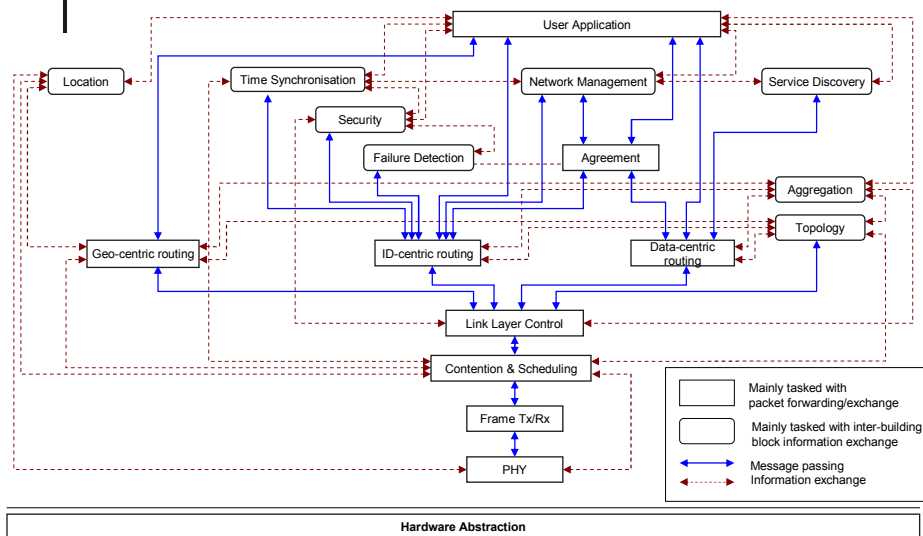 User Application
Location
Time Synchronisation
Network Management
Service Discovery
Security
Failure Detection
Agreement
Aggregation
Topology
Geo-centric routing
ID-centric routing
Data-centric
routing
Link Layer Control
Contention & Scheduling
Frame Tx/Rx
PHY
Mainly tasked with
packet forwarding/exchange
Mainly tasked with inter-building
block information exchange
Message passing
Information exchange
Hardware Abstraction